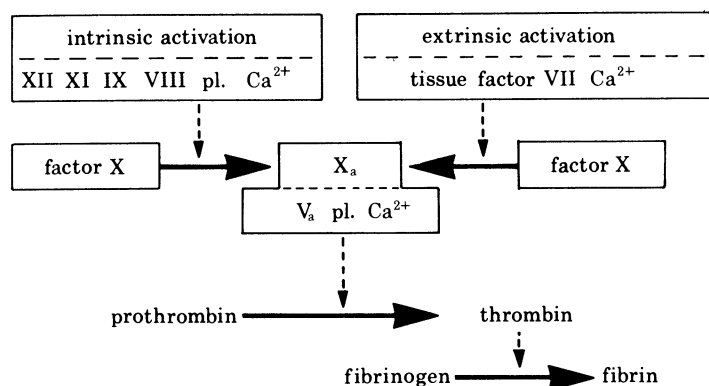 intrinsic activation
XII XI IX VIII pl. Ca²⁺
extrinsic activation
tissue factor VII Ca²⁺
factor X
Xₐ
factor X
Vₐ pl. Ca²⁺
prothrombin
thrombin
fibrinogen
fibrin